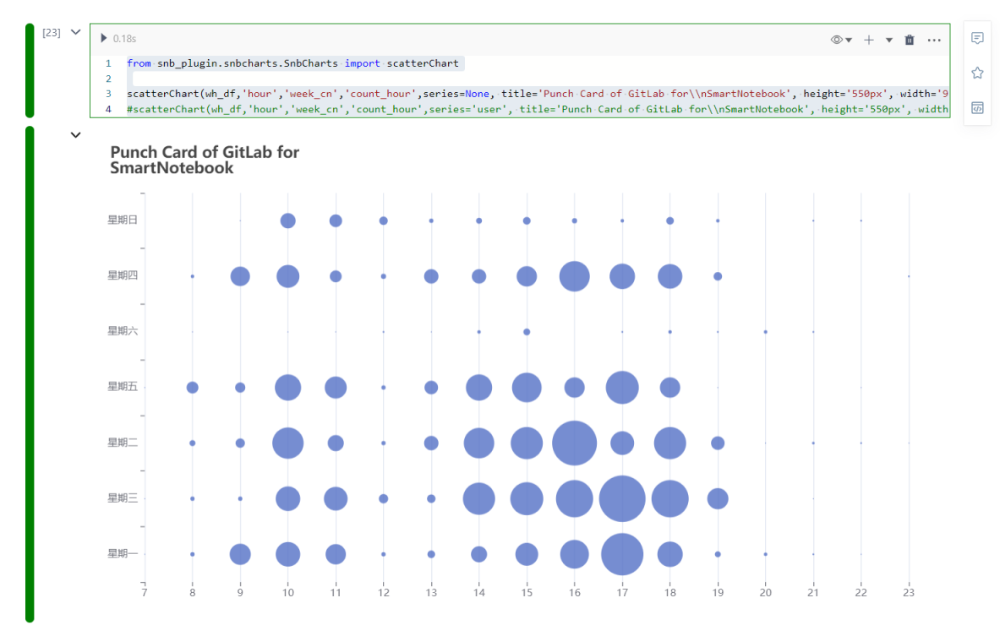 [23]
0.18s
1 from snb_plugin.snbcharts.SnbCharts import scatterChart
2
3 scatterChart(wh_df,'hour','week_cn','count_hour',series=None, title='Punch Card of GitLab for\\nSmartNotebook', height='550px', width='9
4 #scatterChart(wh_df,'hour','week_cn','count_hour',series='user', title='Punch Card of GitLab for\\nSmartNotebook', height='550px', width
Punch Card of GitLab for
SmartNotebook
星期日
星期四
星期六
星期五
星期二
星期三
星期一
7 8 9 10 11 12 13 14 15 16 17 18 19 20 21 22 23